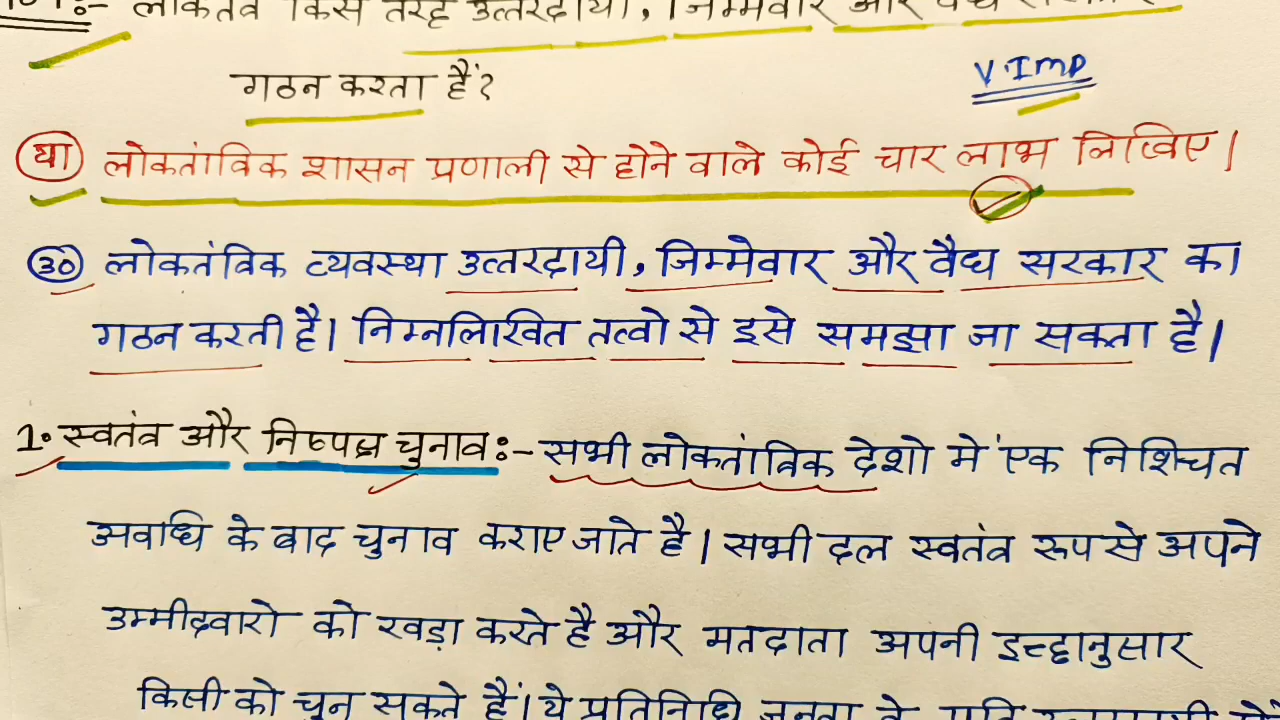 लोकतंत्र किस तरह उत्तरदायी, जिम्मेवार और वैध
गठन करता हैं?
V.Imp
(या) लोकतांत्रिक शासन प्रणाली से होने वाले कोई चार लाभ लिखिए।
उ० लोकतंत्रिक व्यवस्था उत्तरदायी, जिम्मेवार और वैद्य सरकार का
गठन करती है। निम्नलिखित तत्वो से इसे समझा जा सकता है।
1. स्वतंत्र और निष्पक्ष चुनाव:- सभी लोकतांत्रिक देशो में एक निश्चित
अवधि के बाद चुनाव कराए जाते है। सभी दल स्वतंत्र रूप से अपने
उम्मीदवारो को खड़ा करते है और मतदाता अपनी इच्छानुसार
किसी को चून सकते हैं। ये प्रतिनिधि जनता के प्रति